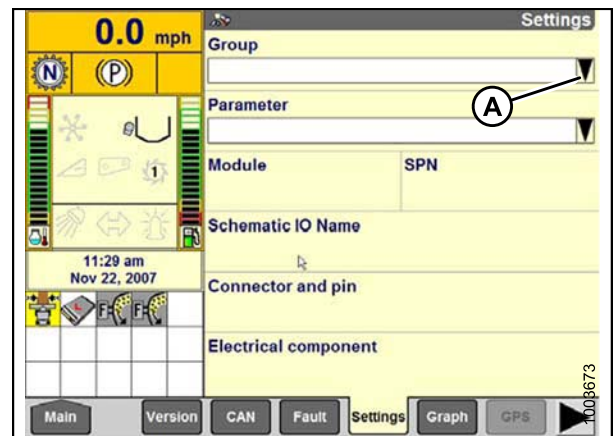 0.0 mph
Settings
Group
N
(P)
A
Parameter
1
Module
SPN
Schematic IO Name
11:29 am
Nov 22, 2007
Connector and pin
L
F
F
Electrical component
Main
Version
CAN
Fault
Settings
Graph
GPS
1003673